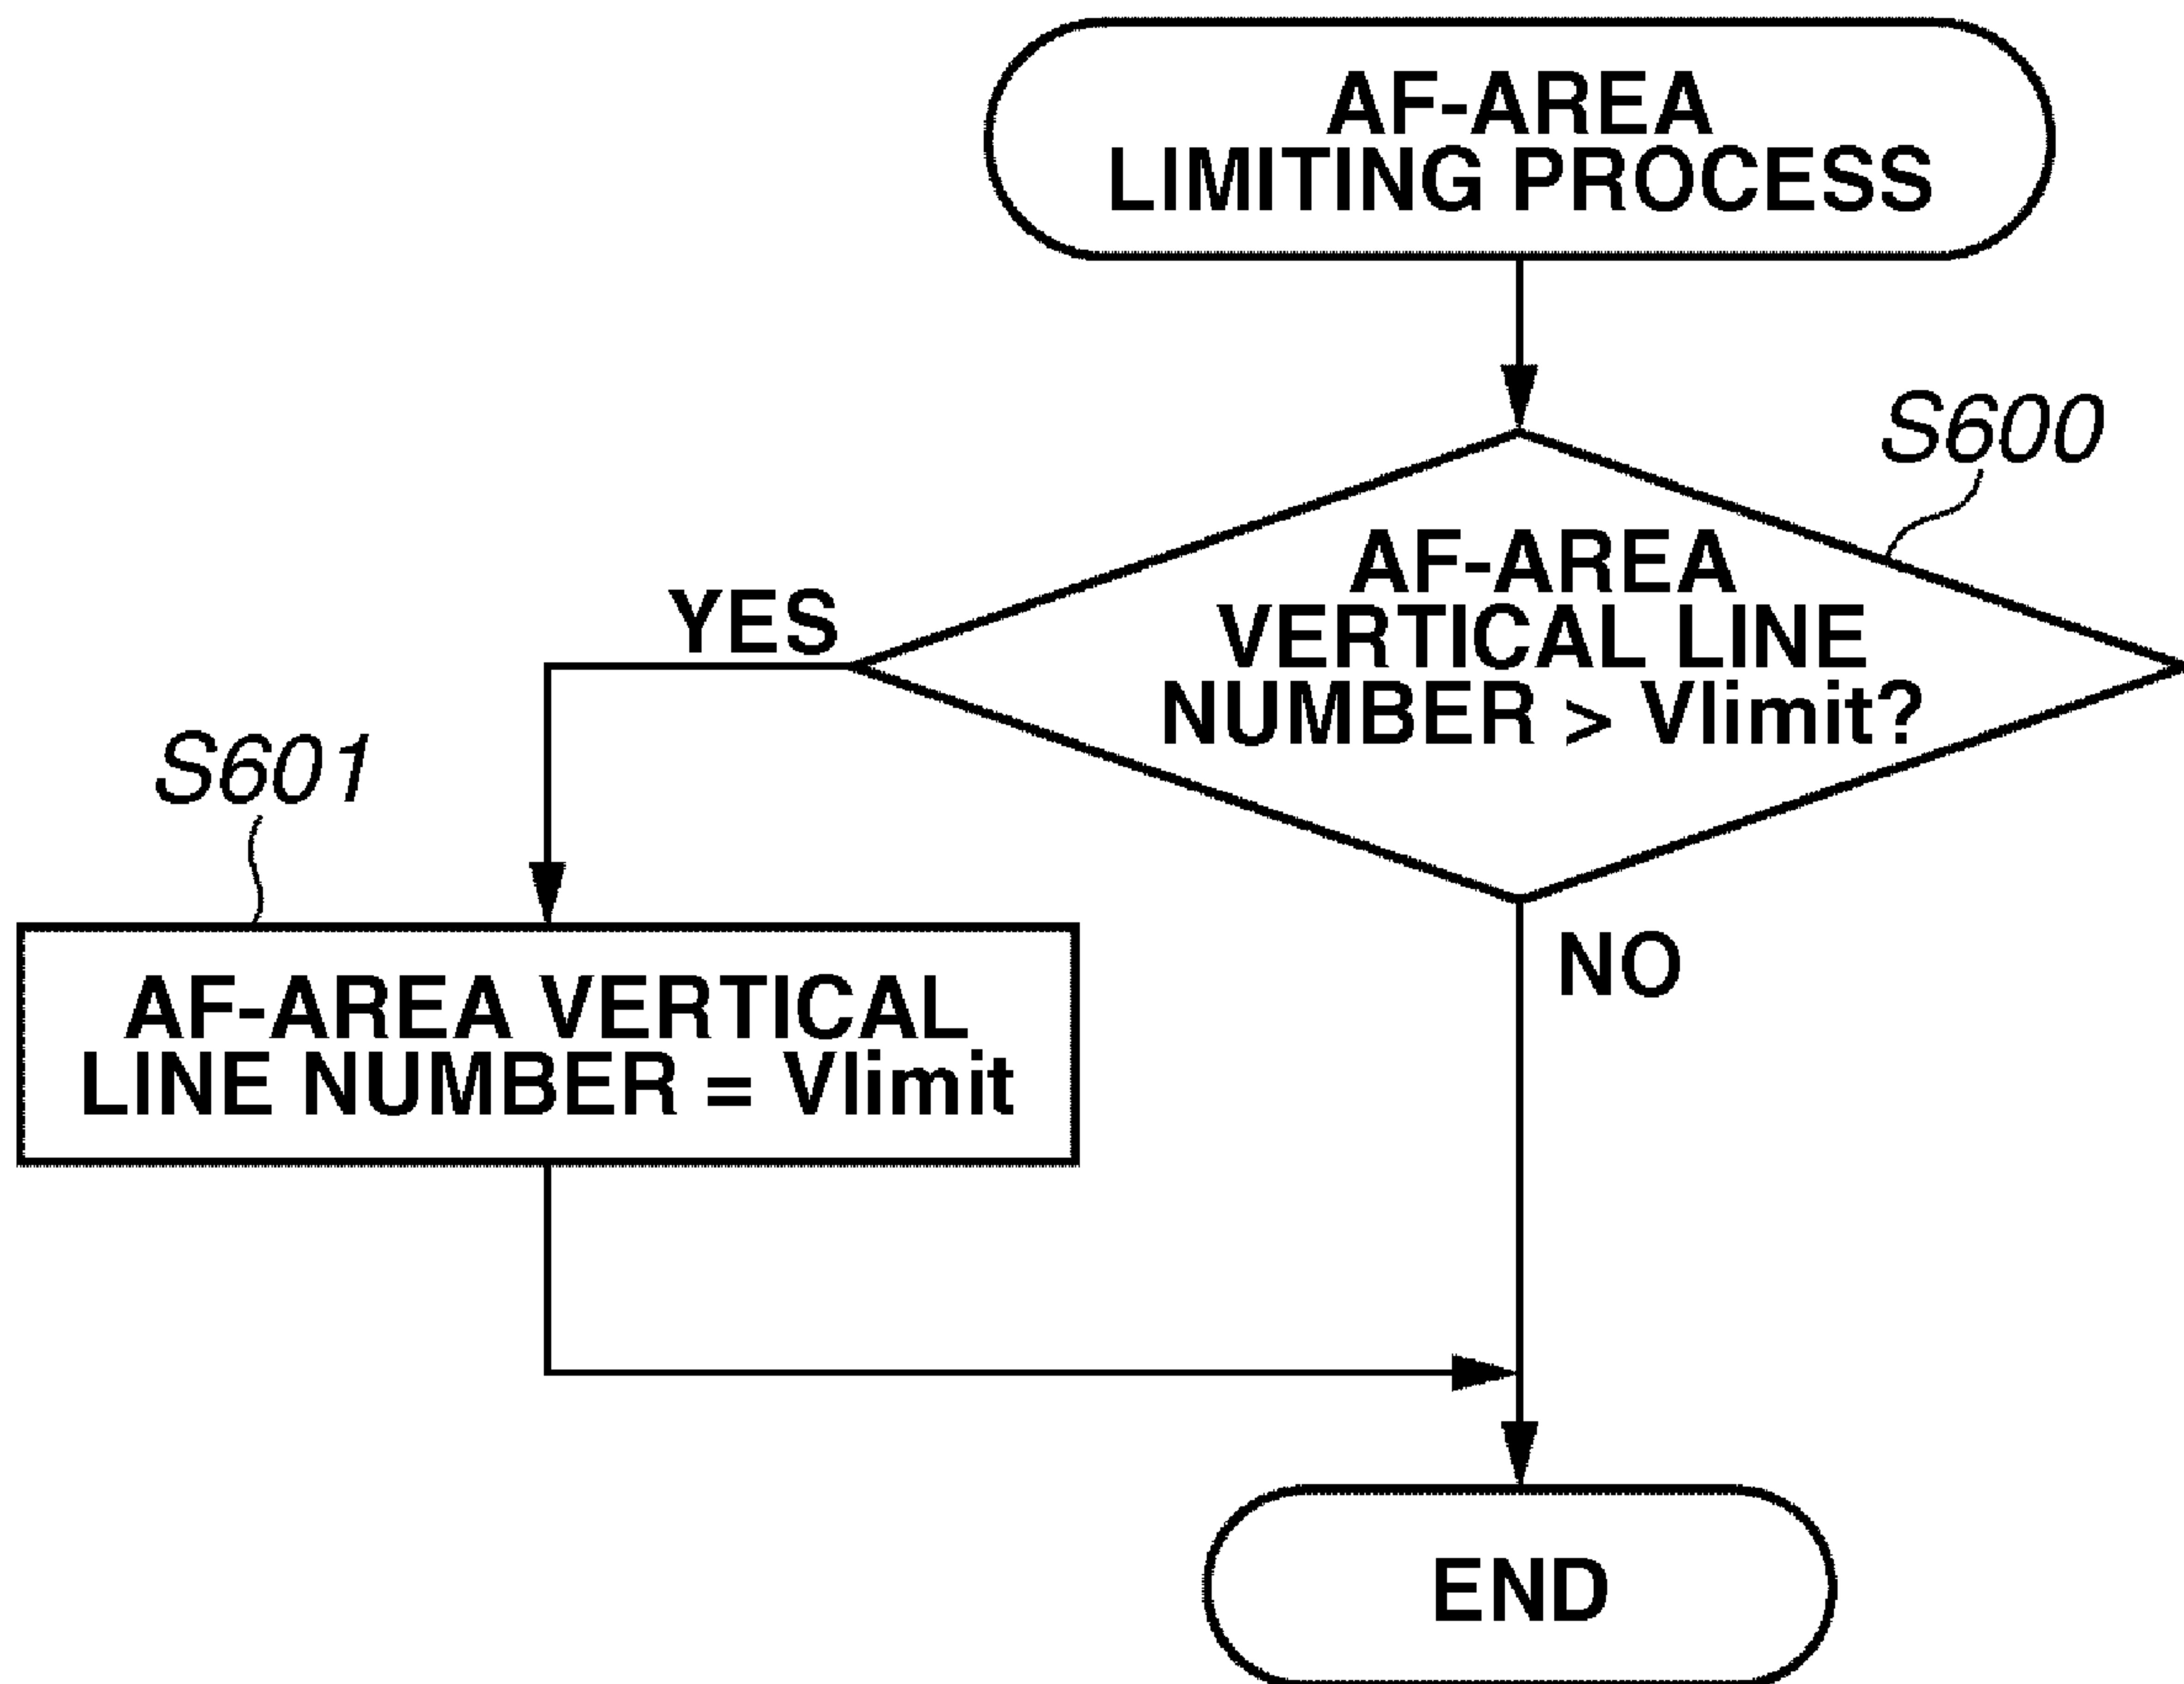 AF-AREA
LIMITING PROCESS
S600
AF-AREA
VERTICAL LINE
NUMBER > Vlimit?
YES
S601
NO
AF-AREA VERTICAL
LINE NUMBER = Vlimit
END